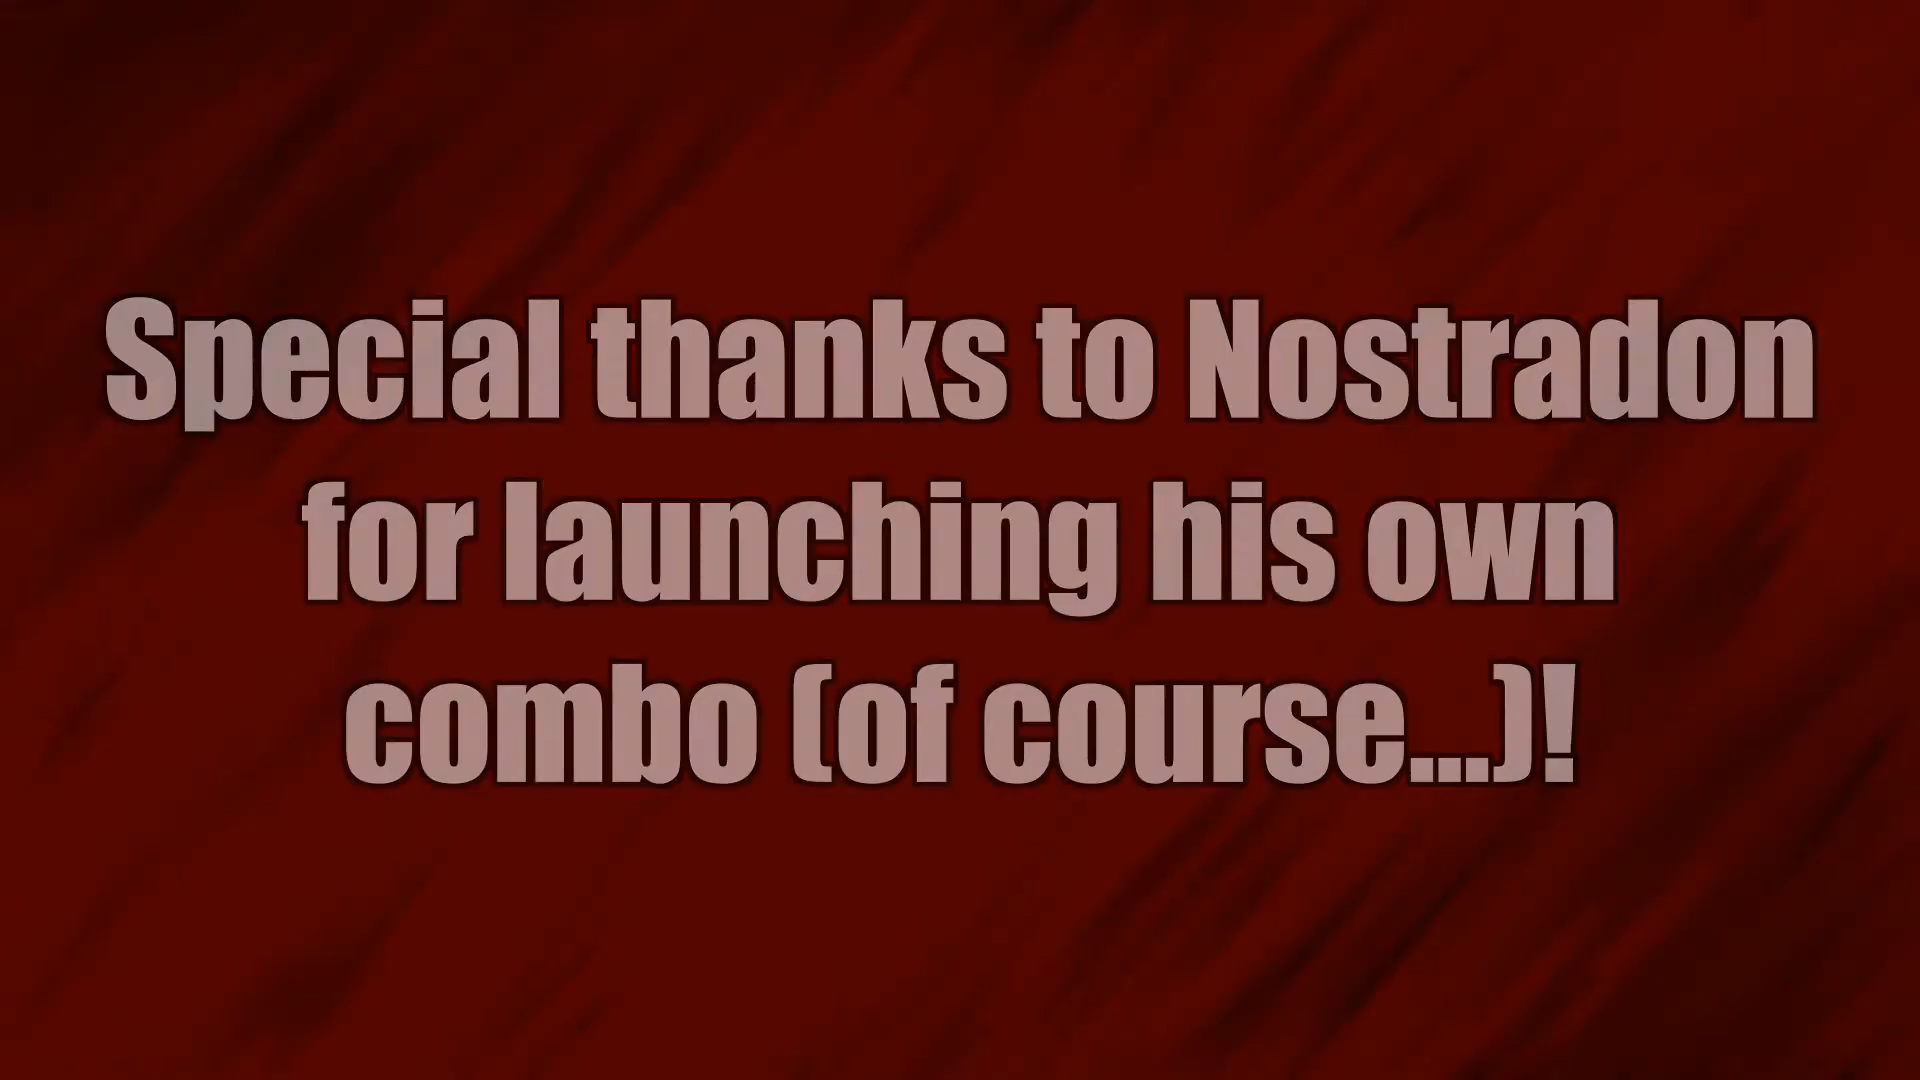 Special thanks to Nostradon
for launching his own
combo (of course...)!